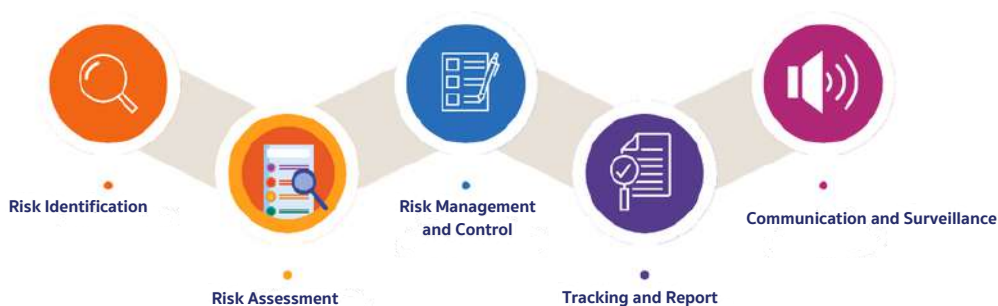 Risk Identification
Risk Assessment
Risk Management
and Control
Tracking and Report
Communication and Surveillance